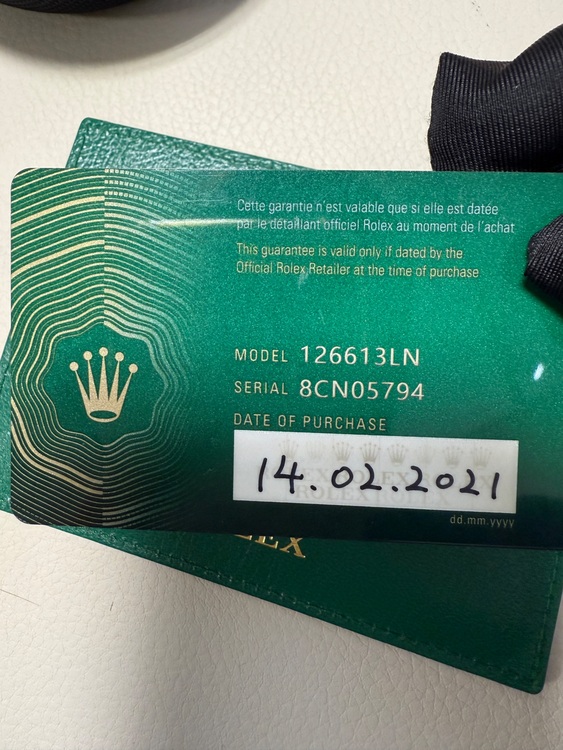 Cette garantie n'est valable que si elle est datée
par le détaillant officiel Rolex au moment de l'achat
This guarantee is valid only if dated by the
Official Rolex Retailer at the time of purchase
MODEL 126613LN
SERIAL 8CN05794
DATE OF PURCHASE
14.02.2021
ROLEX
dd.mm.yyyy
LEX